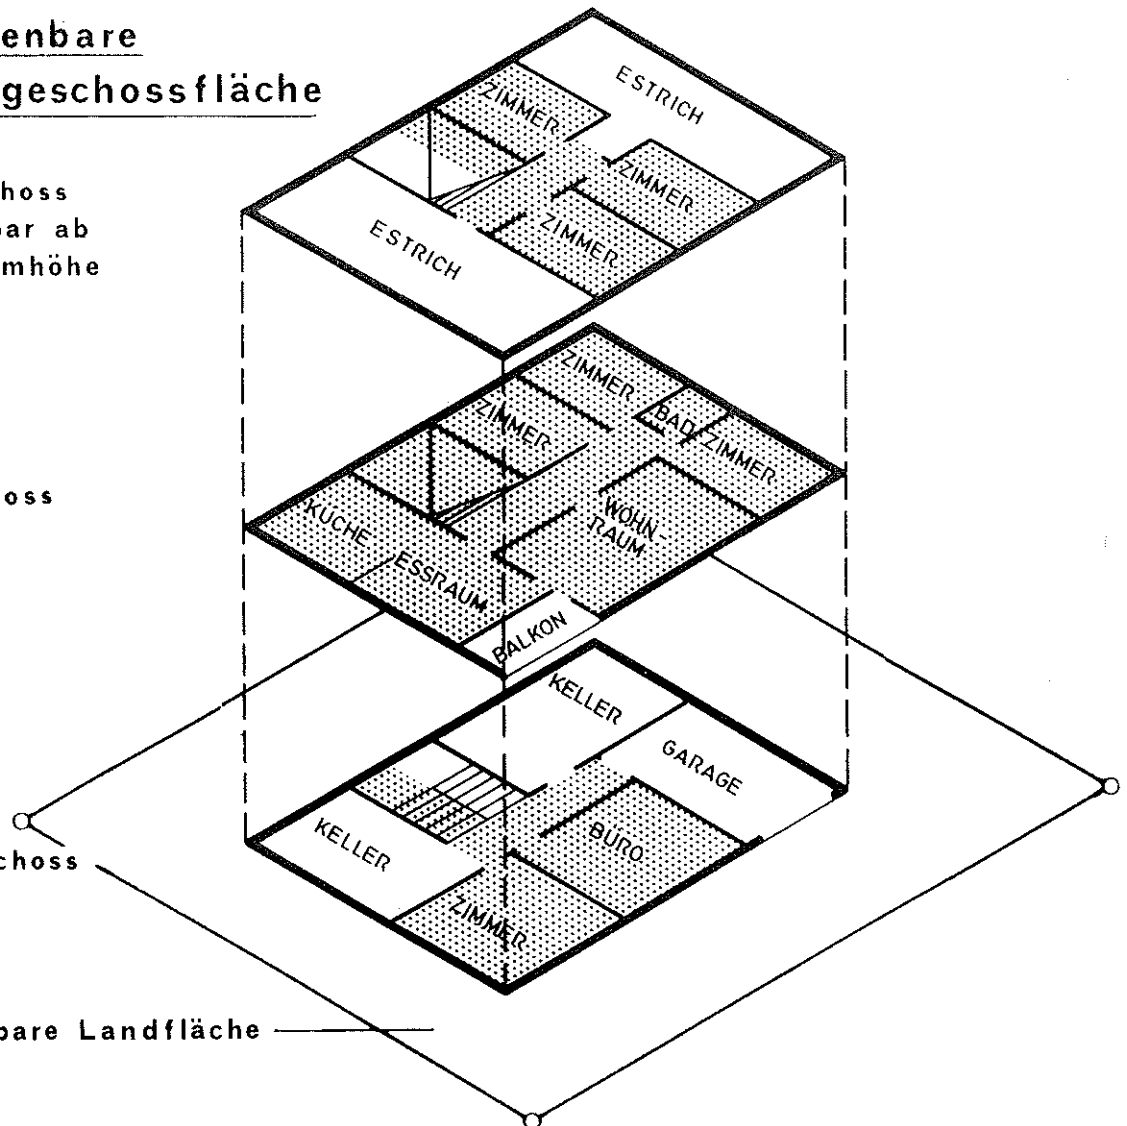 enbare
geschossfläche
ESTRICH
ZIMMER
ZIMMER
ZIMMER
ESTRICH
hoss
bar ab
mhöhe
ZIMMER
BAD
ZIMMER
ZIMMER
oss
KÜCHE
ESSRAUM
WOHN-
RAUM
BALKON
KELLER
GARAGE
BÜRO
KELLER
ZIMMER
choss
bare Landfläche